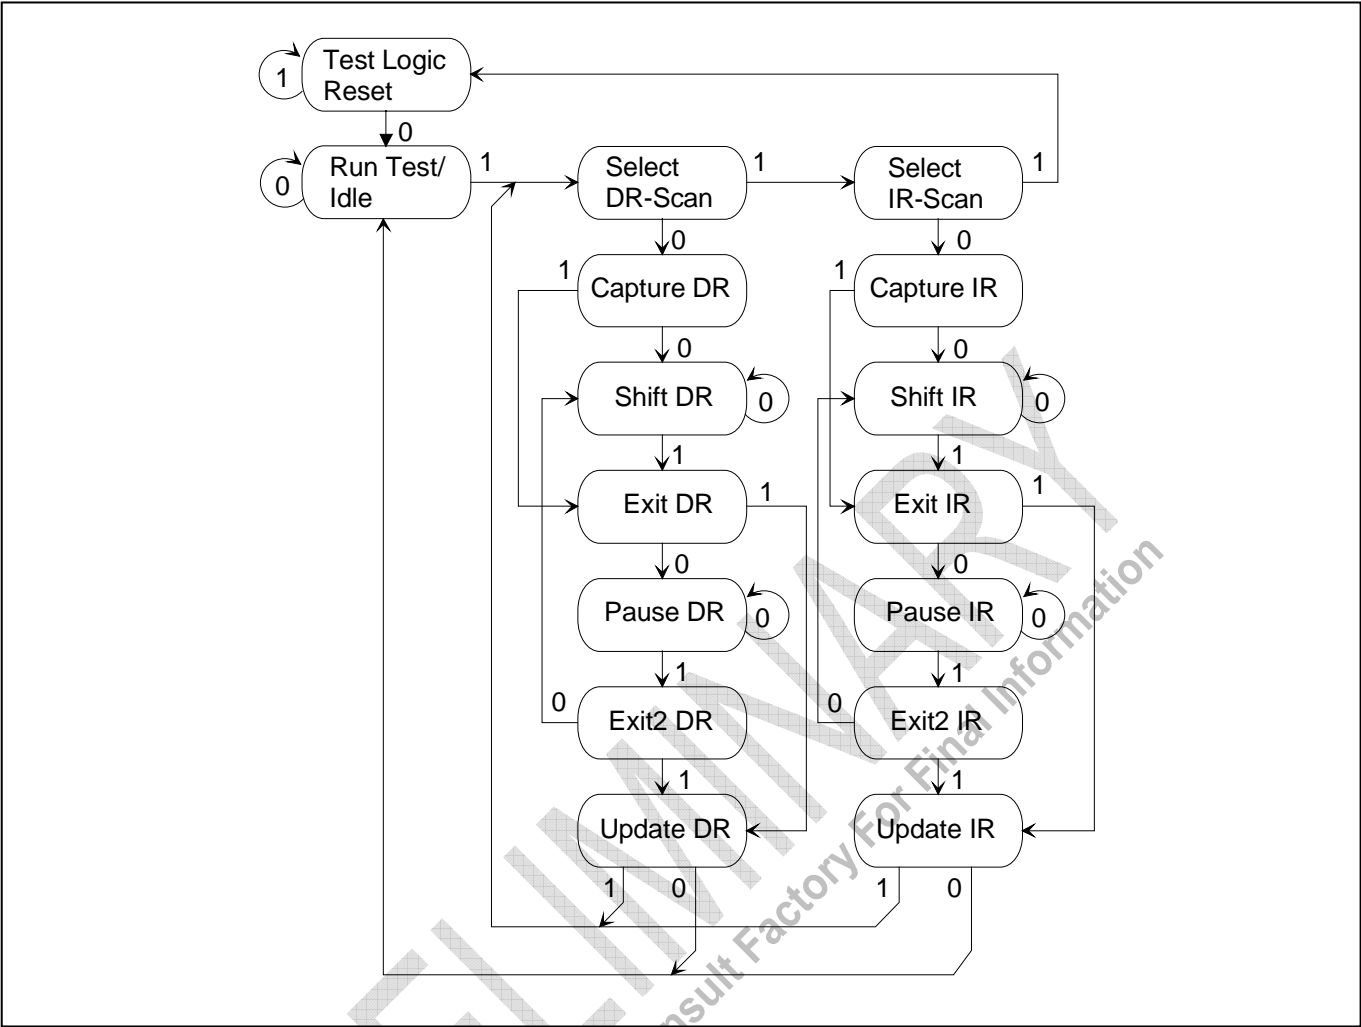 Test Logic
Reset
1
0
Run Test/
Idle
0
1
Select
DR-Scan
1
Select
IR-Scan
1
0
0
1
Capture DR
1
Capture IR
0
0
Shift DR
0
Shift IR
0
1
1
Exit DR
1
Exit IR
1
0
0
Pause DR
0
Pause IR
0
1
1
0
Exit2 DR
0
Exit2 IR
1
1
Update DR
Update IR
1
0
1
0
ELIMINARY
nsult Factory For Final Information